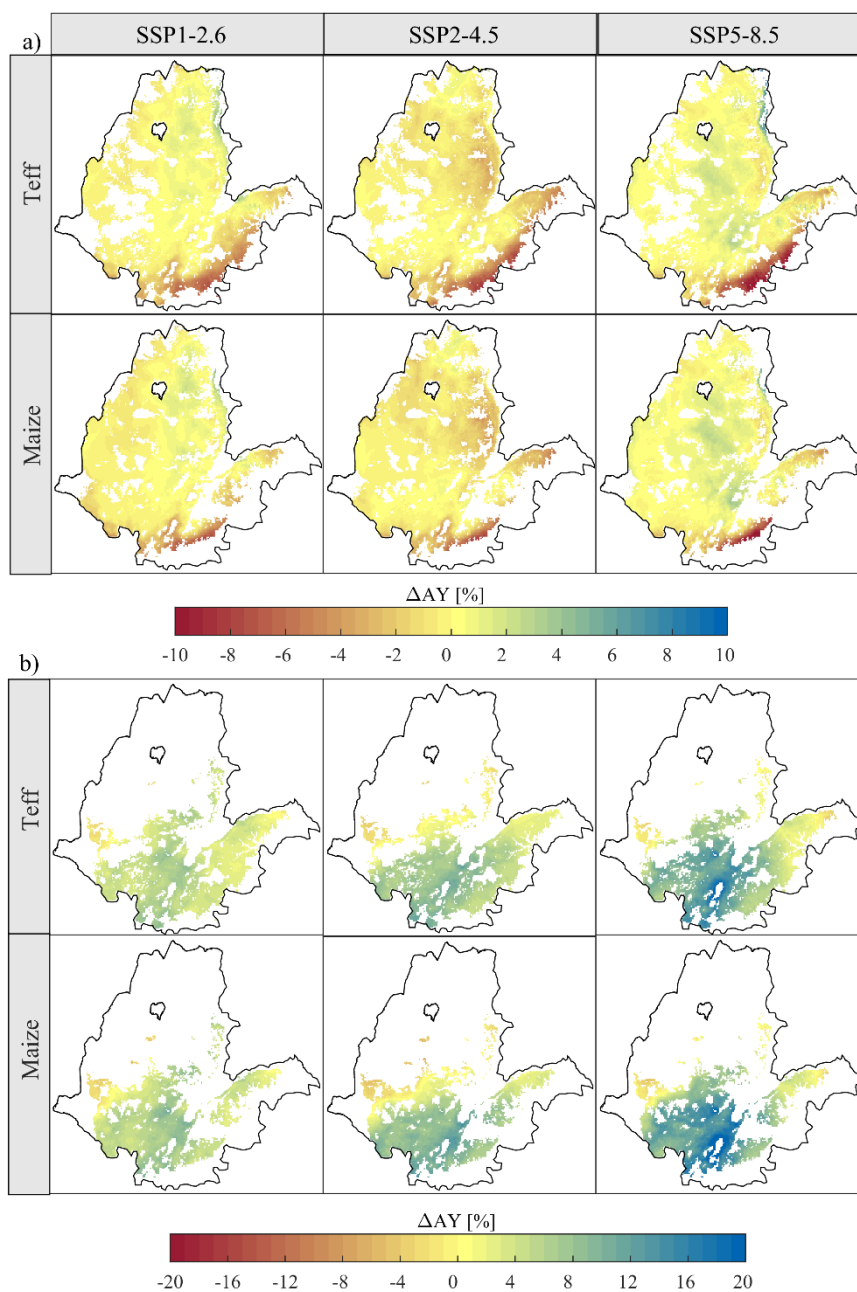 a)
SSP1-2.6 SSP2-4.5 SSP5-8.5
Teff
Maize
ΔAY [%]
-10 -8 -6 -4 -2 0 2 4 6 8 10
b)
Teff
Maize
ΔAY [%]
-20 -16 -12 -8 -4 0 4 8 12 16 20